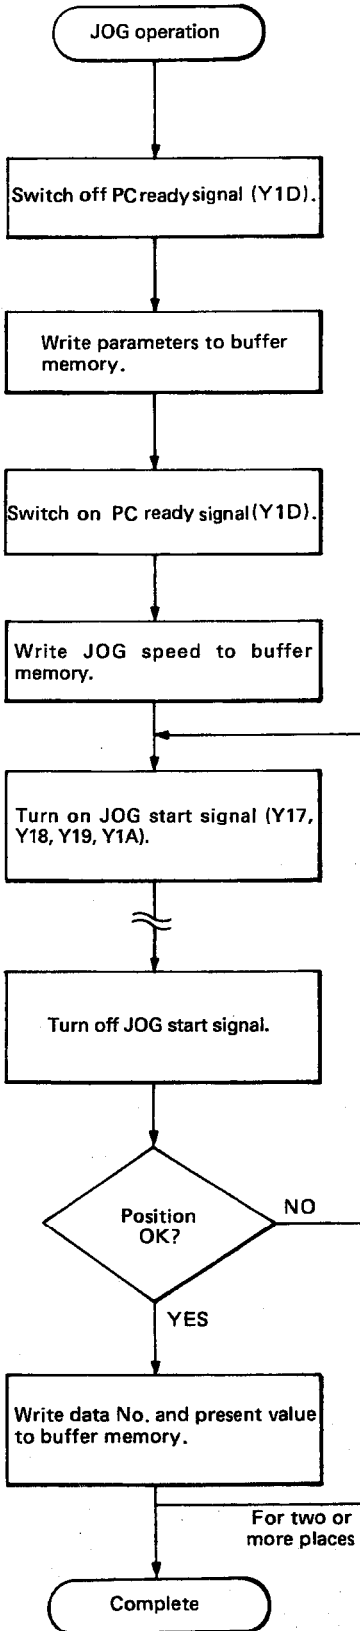 JOG operation
Switch off PC ready signal (Y1D).
Write parameters to buffer
memory.
Switch on PC ready signal (Y1D).
Write JOG speed to buffer
memory.
Turn on JOG start signal (Y17,
Y18, Y19, Y1A).
Turn off JOG start signal.
Position
OK?
NO
YES
Write data No. and present value
to buffer memory.
For two or
more places
Complete